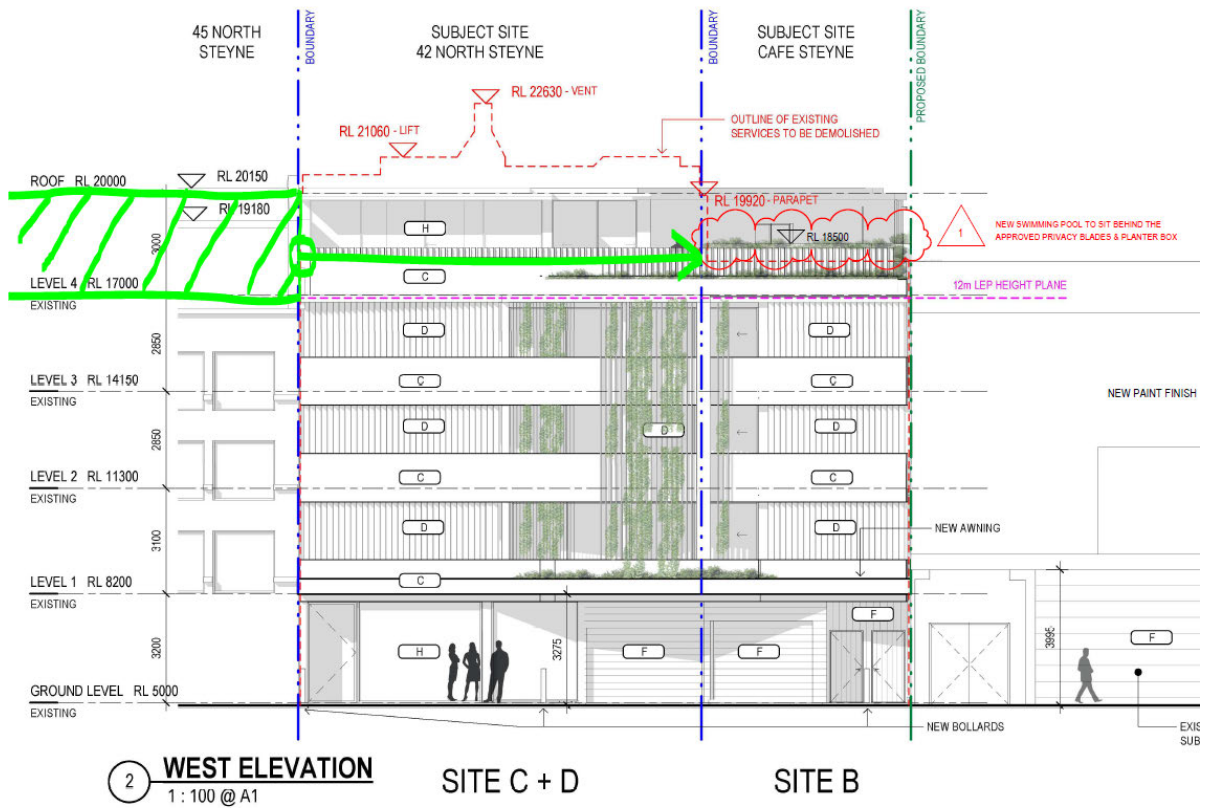 45 NORTH
STEYNE
BOUNDARY
SUBJECT SITE
42 NORTH STEYNE
BOUNDARY
SUBJECT SITE
CAFE STEYNE
PROPOSED BOUNDARY
RL 22630 - VENT
RL 21060 - LIFT
OUTLINE OF EXISTING
SERVICES TO BE DEMOLISHED
ROOF RL 20000
RL 20150
RL 19180
RL 19920 - PARAPET
RL 18500
1
NEW SWIMMING POOL TO SIT BEHIND THE
APPROVED PRIVACY BLADES & PLANTER BOX
H
3000
C
LEVEL 4 RL 17000
EXISTING
12m LEP HEIGHT PLANE
D
D
2850
LEVEL 3 RL 14150
EXISTING
C
C
NEW PAINT FINISH
D
D
D
2850
LEVEL 2 RL 11300
EXISTING
C
C
D
D
3100
NEW AWNING
LEVEL 1 RL 8200
EXISTING
C
3200
H
3275
F
F
F
3995
F
GROUND LEVEL RL 5000
EXISTING
NEW BOLLARDS
EXIS
SUB
2
WEST ELEVATION
1 : 100 @ A1
SITE C + D
SITE B